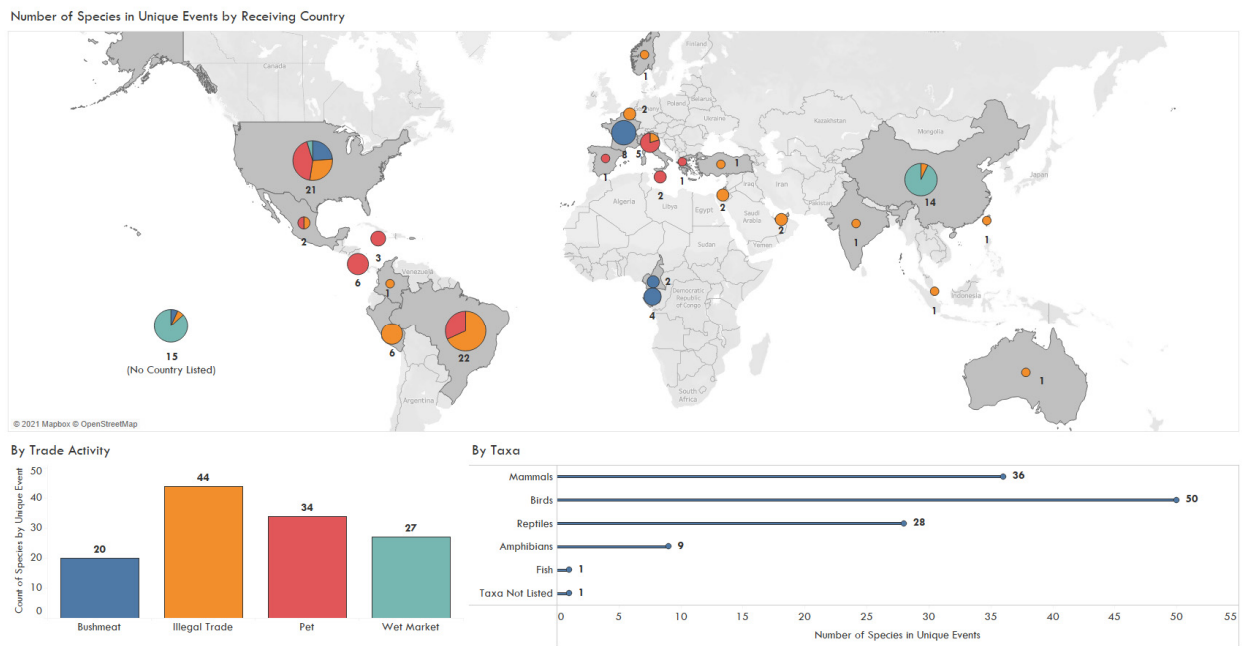 Number of Species in Unique Events by Receiving Country
Finland
Canada
1
2
Poland
Belarus
Ukraine
Kazakhstan
Mongolia
8
5
21
1
1
1
2
Iraq
Iran
Pakistan
14
Japan
Algeria
Libya
Egypt
2
Saudi
Arabia
2
2
3
Yemen
1
1
Sudan
6
Venezuela
1
2
Democratic
Republic
of Congo
4
1
Indonesia
6
22
15
(No Country Listed)
1
South
Africa
Argentina
© 2021 Mapbox © OpenStreetMap
By Trade Activity
Count of Species by Unique Event
50
40
30
20
10
0
20
44
34
27
Bushmeat
Illegal Trade
Pet
Wet Market
By Taxa
Mammals
36
Birds
50
Reptiles
28
Amphibians
9
Fish
1
Taxa Not Listed
1
0
5
10
15
20
25
30
35
40
45
50
55
Number of Species in Unique Events